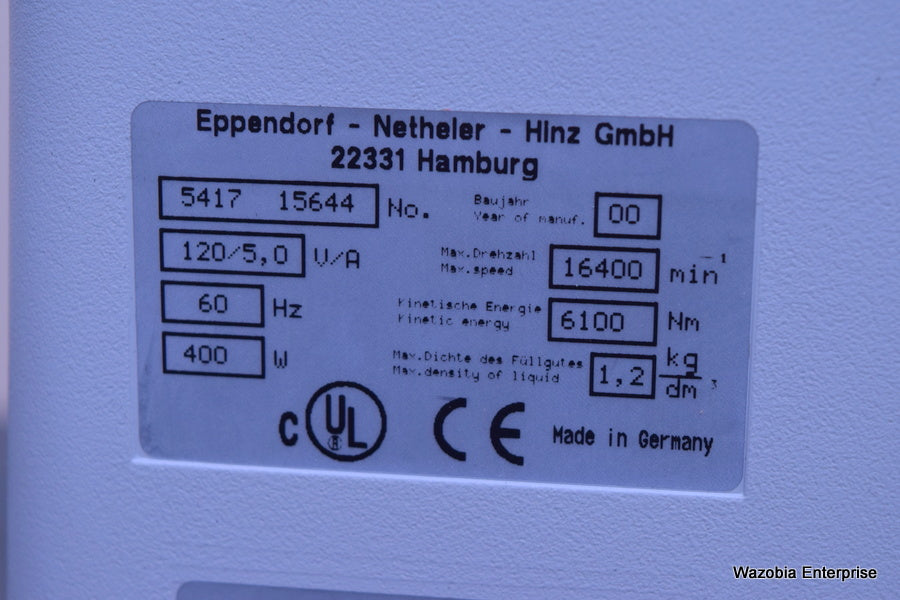 Eppendorf - Netheler - Hinz GmbH
22331 Hamburg
5417 15644 No.
Baujahr
Year of manuf. 00
120/5,0 V/A
Max.Drehzahl
Max.speed 16400 min⁻¹
60 Hz
Kinetische Energie
Kinetic energy 6100 Nm
400 W
Max.Dichte des Füllgutes
Max.density of liquid 1,2 kg/dm³
C UL ® CE Made in Germany
Wazobia Enterprise